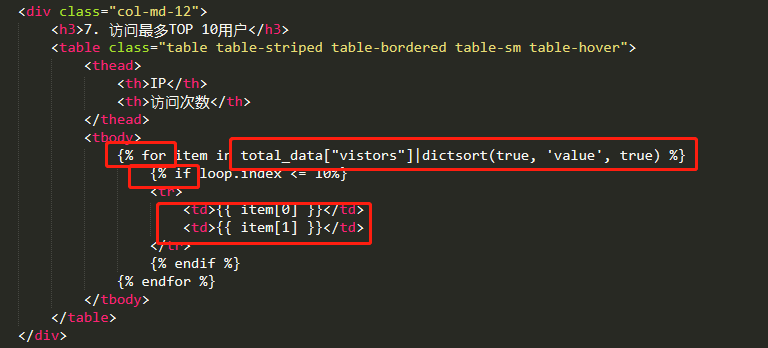 <div class="col-md-12">
<h3>7. 访问最多TOP 10用户</h3>
<table class="table table-striped table-bordered table-sm table-hover">
<thead>
<th>IP</th>
<th>访问次数</th>
</thead>
<tbody>
{% for item in total_data["vistors"]|dictsort(true, 'value', true) %}
{% if loop.index <= 10%}
<tr>
<td>{{ item[0] }}</td>
<td>{{ item[1] }}</td>
</tr>
{% endif %}
{% endfor %}
</tbody>
</table>
</div>